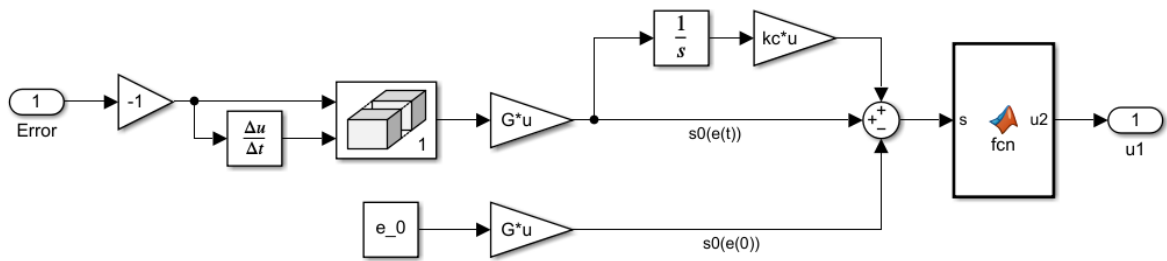 1
s
kc*u
1
Error
-1
Δu
Δt
1
G*u
s0(e(t))
+
+
−
s
fcn
u2
1
u1
e_0
G*u
s0(e(0))